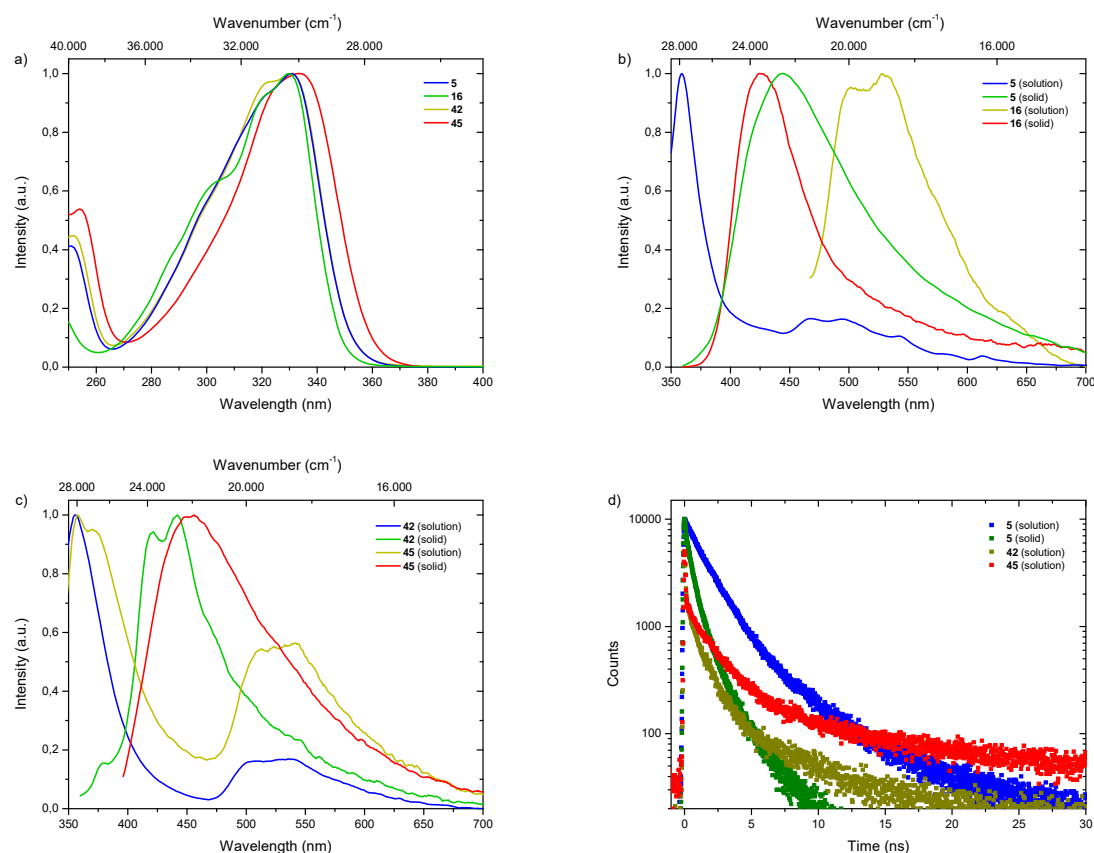 Wavenumber (cm⁻¹)
40.000 36.000 32.000 28.000
a)
5
16
42
45
Intensity (a.u.)
1,0
0,8
0,6
0,4
0,2
0,0
260 280 300 320 340 360 380 400
Wavelength (nm)
Wavenumber (cm⁻¹)
28.000 24.000 20.000 16.000
b)
5 (solution)
5 (solid)
16 (solution)
16 (solid)
Intensity (a.u.)
1,0
0,8
0,6
0,4
0,2
0,0
350 400 450 500 550 600 650 700
Wavelength (nm)
Wavenumber (cm⁻¹)
28.000 24.000 20.000 16.000
c)
42 (solution)
42 (solid)
45 (solution)
45 (solid)
Intensity (a.u.)
1,0
0,8
0,6
0,4
0,2
0,0
350 400 450 500 550 600 650 700
Wavelength (nm)
d)
5 (solution)
5 (solid)
42 (solution)
45 (solution)
Counts
10000
1000
100
0 5 10 15 20 25 30
Time (ns)